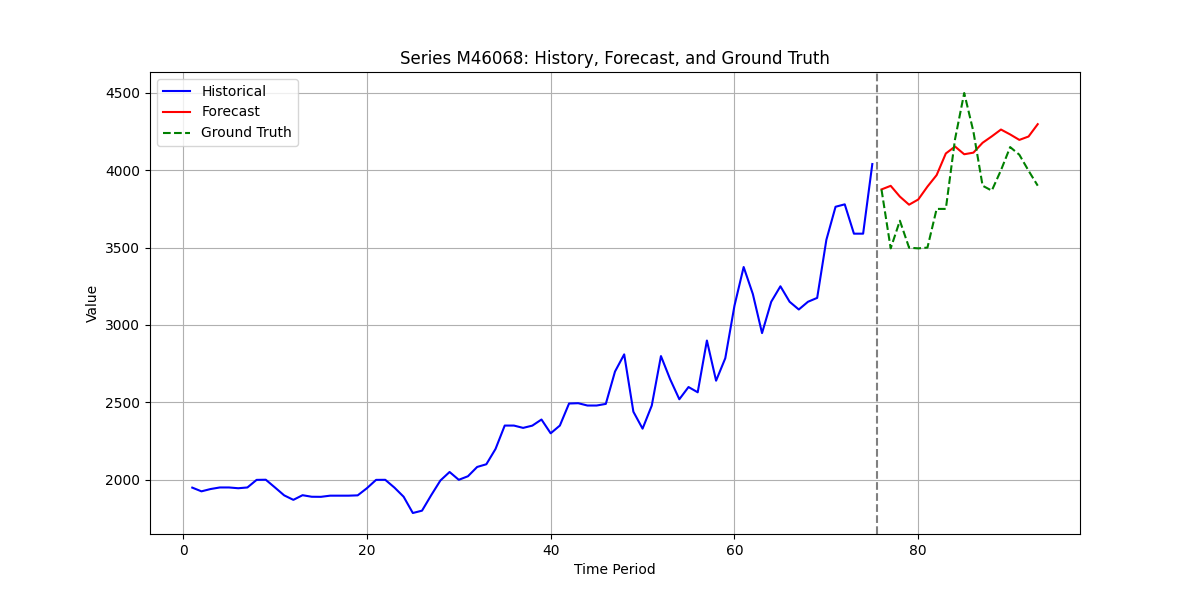 Series M46068: History, Forecast, and Ground Truth
Historical
Forecast
Ground Truth
4500
4000
3500
3000
2500
2000
Value
0 20 40 60 80
Time Period